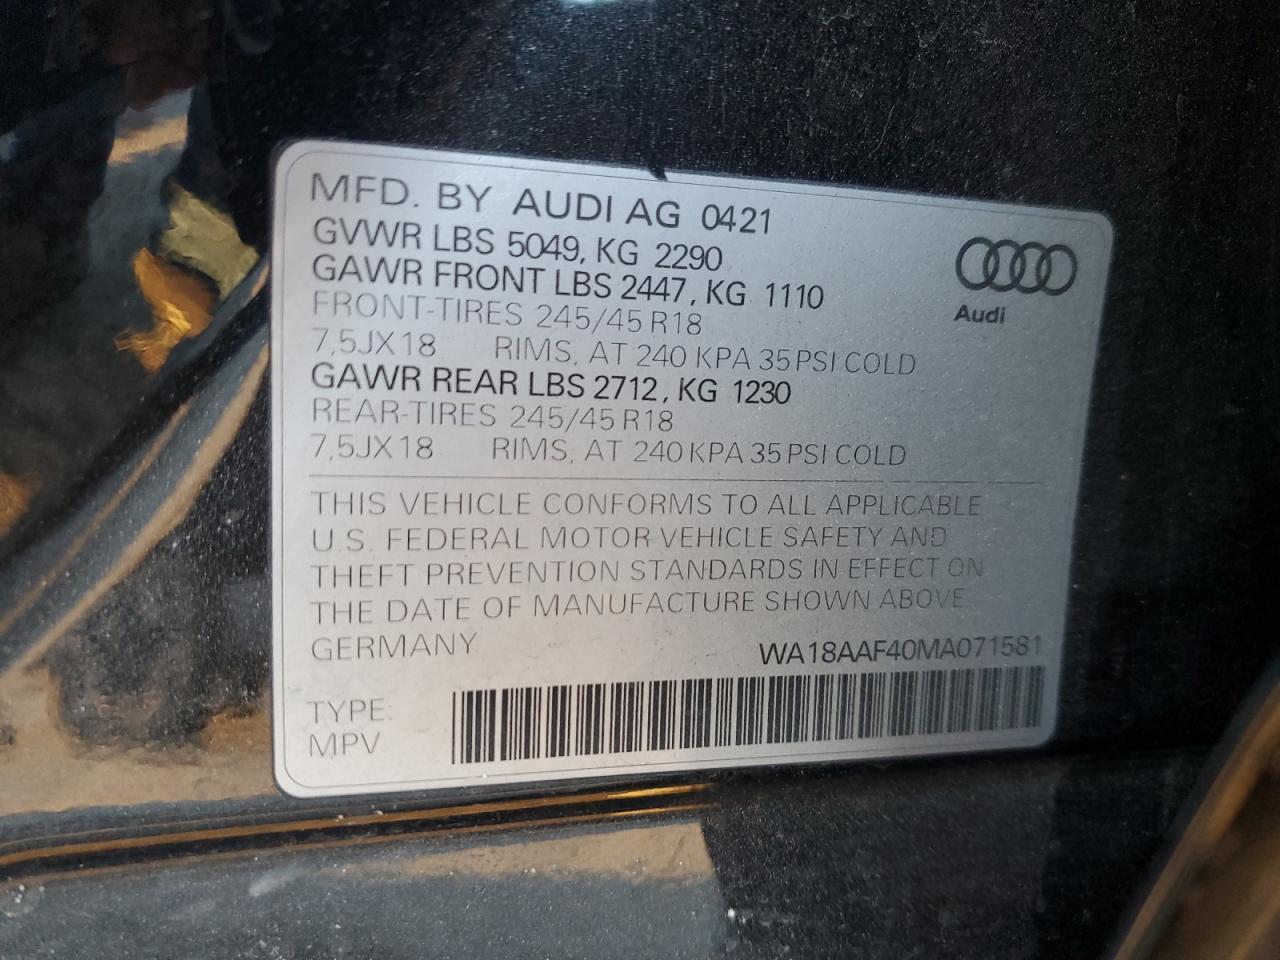 MFD. BY AUDI AG 0421
GVWR LBS 5049, KG 2290
GAWR FRONT LBS 2447, KG 1110
FRONT-TIRES 245/45 R18
7,5JX18 RIMS, AT 240 KPA 35PSI COLD
GAWR REAR LBS 2712, KG 1230
REAR-TIRES 245/45 R18
7,5JX18 RIMS, AT 240 KPA 35 PSI COLD
Audi
THIS VEHICLE CONFORMS TO ALL APPLICABLE
U.S. FEDERAL MOTOR VEHICLE SAFETY AND
THEFT PREVENTION STANDARDS IN EFFECT ON
THE DATE OF MANUFACTURE SHOWN ABOVE
GERMANY WA18AAF40MA071581
TYPE:
MPV